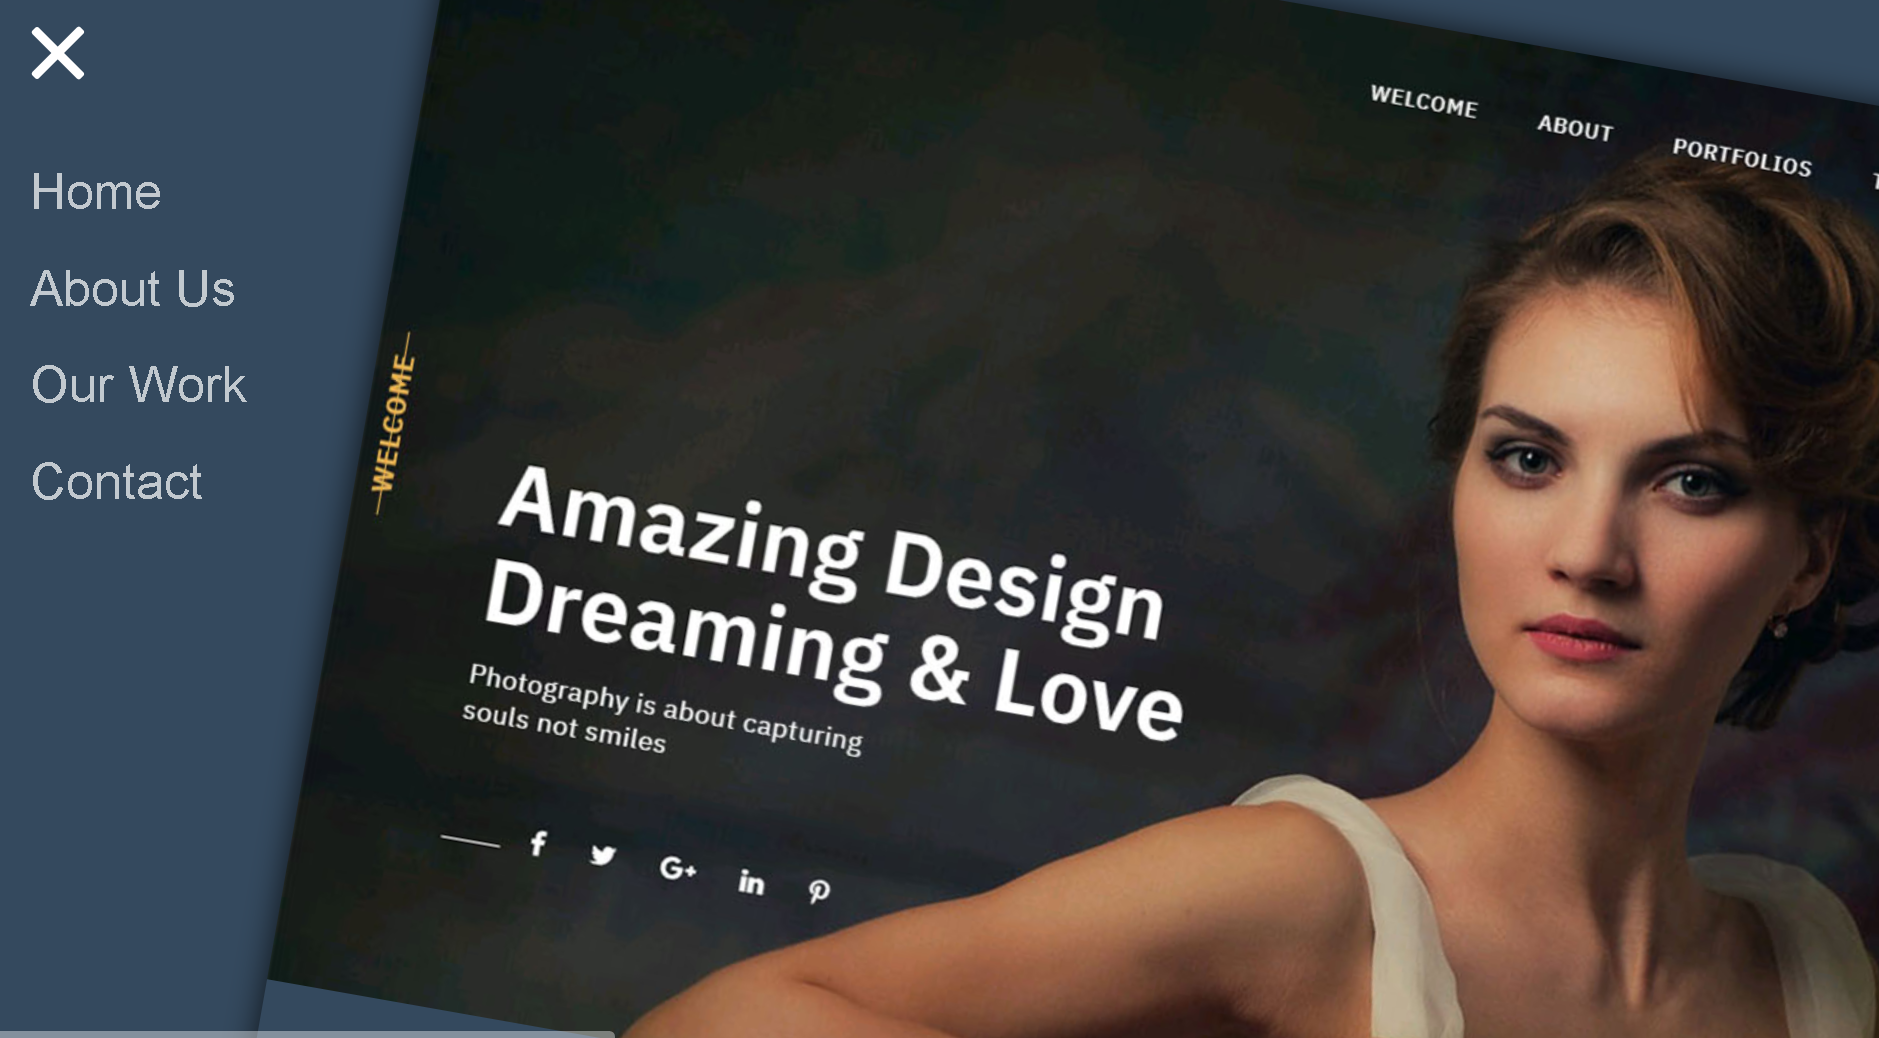 Home
About Us
Our Work
Contact
WELCOME
ABOUT
PORTFOLIOS
WELCOME
Amazing Design
Dreaming & Love
Photography is about capturing
souls not smiles
G+
in